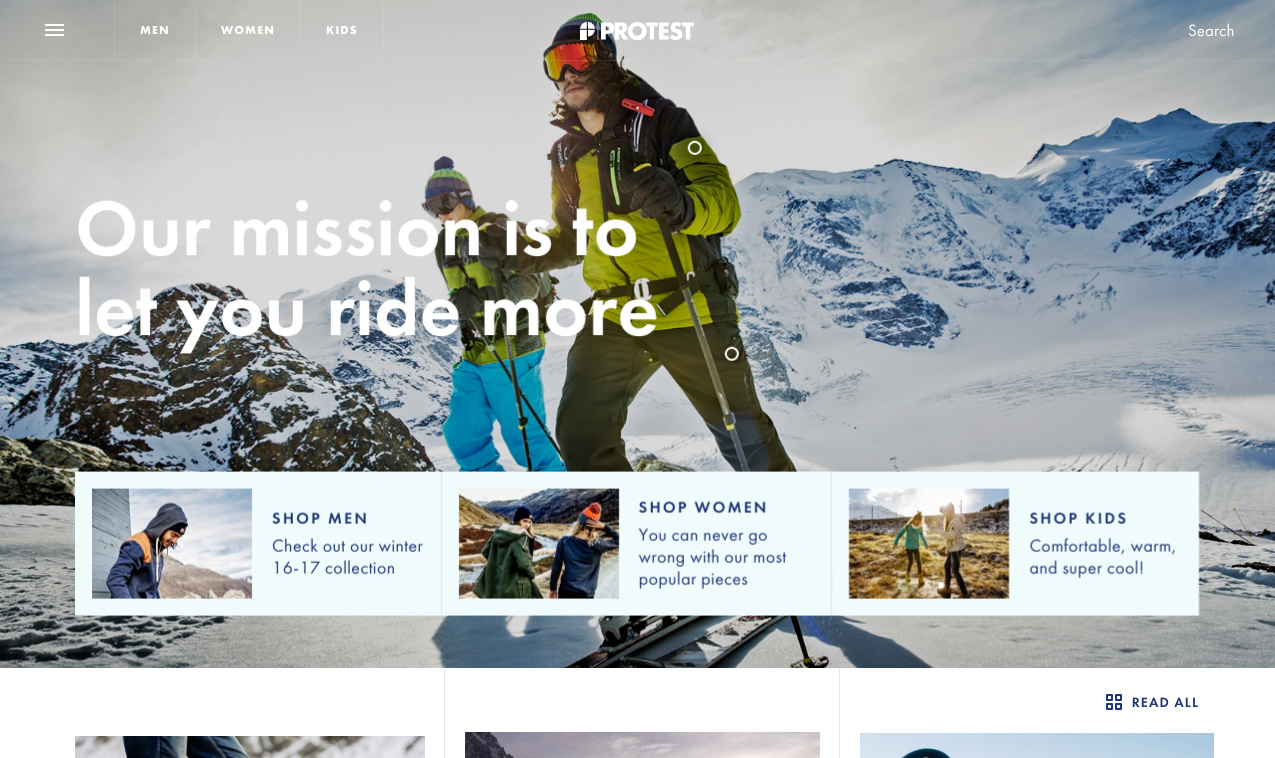 MEN
WOMEN
KIDS
PROTEST
Search
Our mission is to
let you ride more
SHOP MEN
Check out our winter
16-17 collection
SHOP WOMEN
You can never go
wrong with our most
popular pieces
SHOP KIDS
Comfortable, warm,
and super cool!
READ ALL